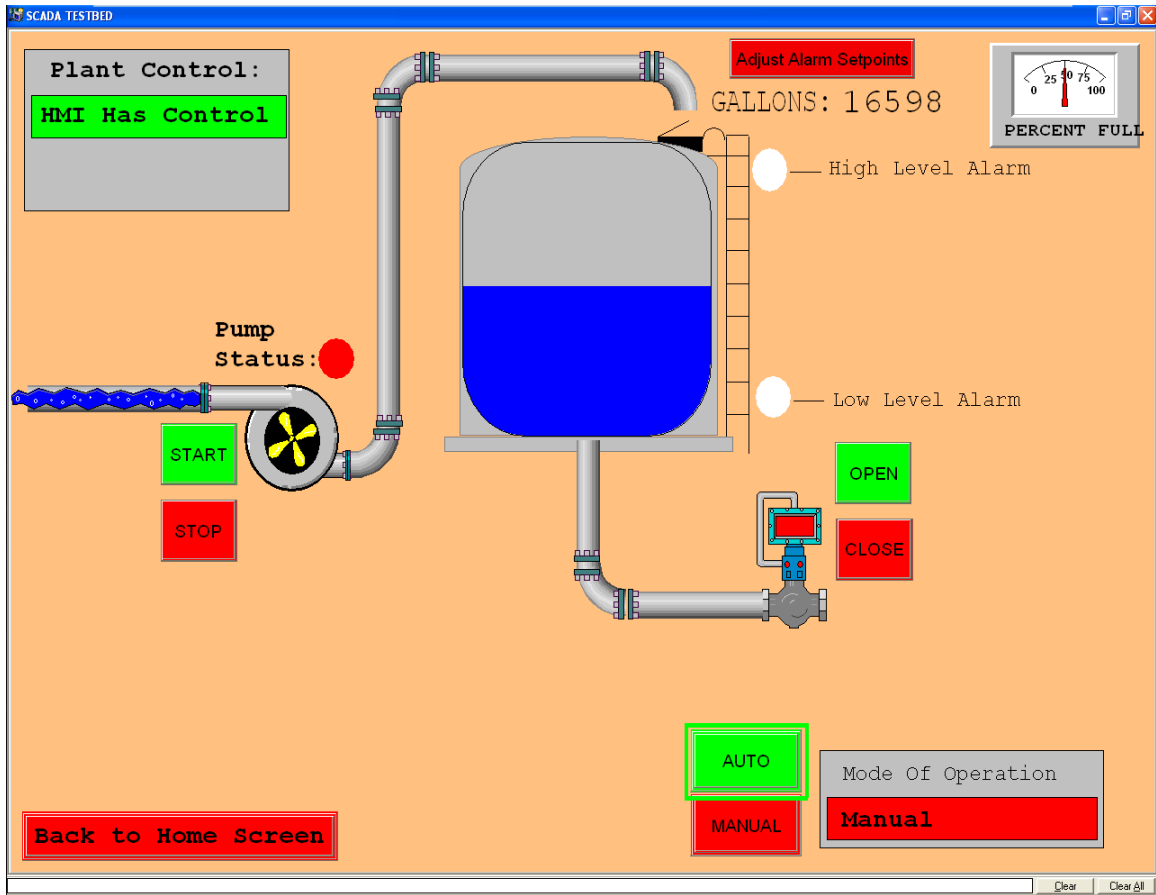 SCADA TESTBED
Plant Control:
HMI Has Control
Adjust Alarm Setpoints
GALLONS: 16598
0 25 50 75 100
PERCENT FULL
High Level Alarm
Pump
Status:
Low Level Alarm
START
STOP
OPEN
CLOSE
AUTO
MANUAL
Mode Of Operation
Manual
Back to Home Screen
Clear
Clear All